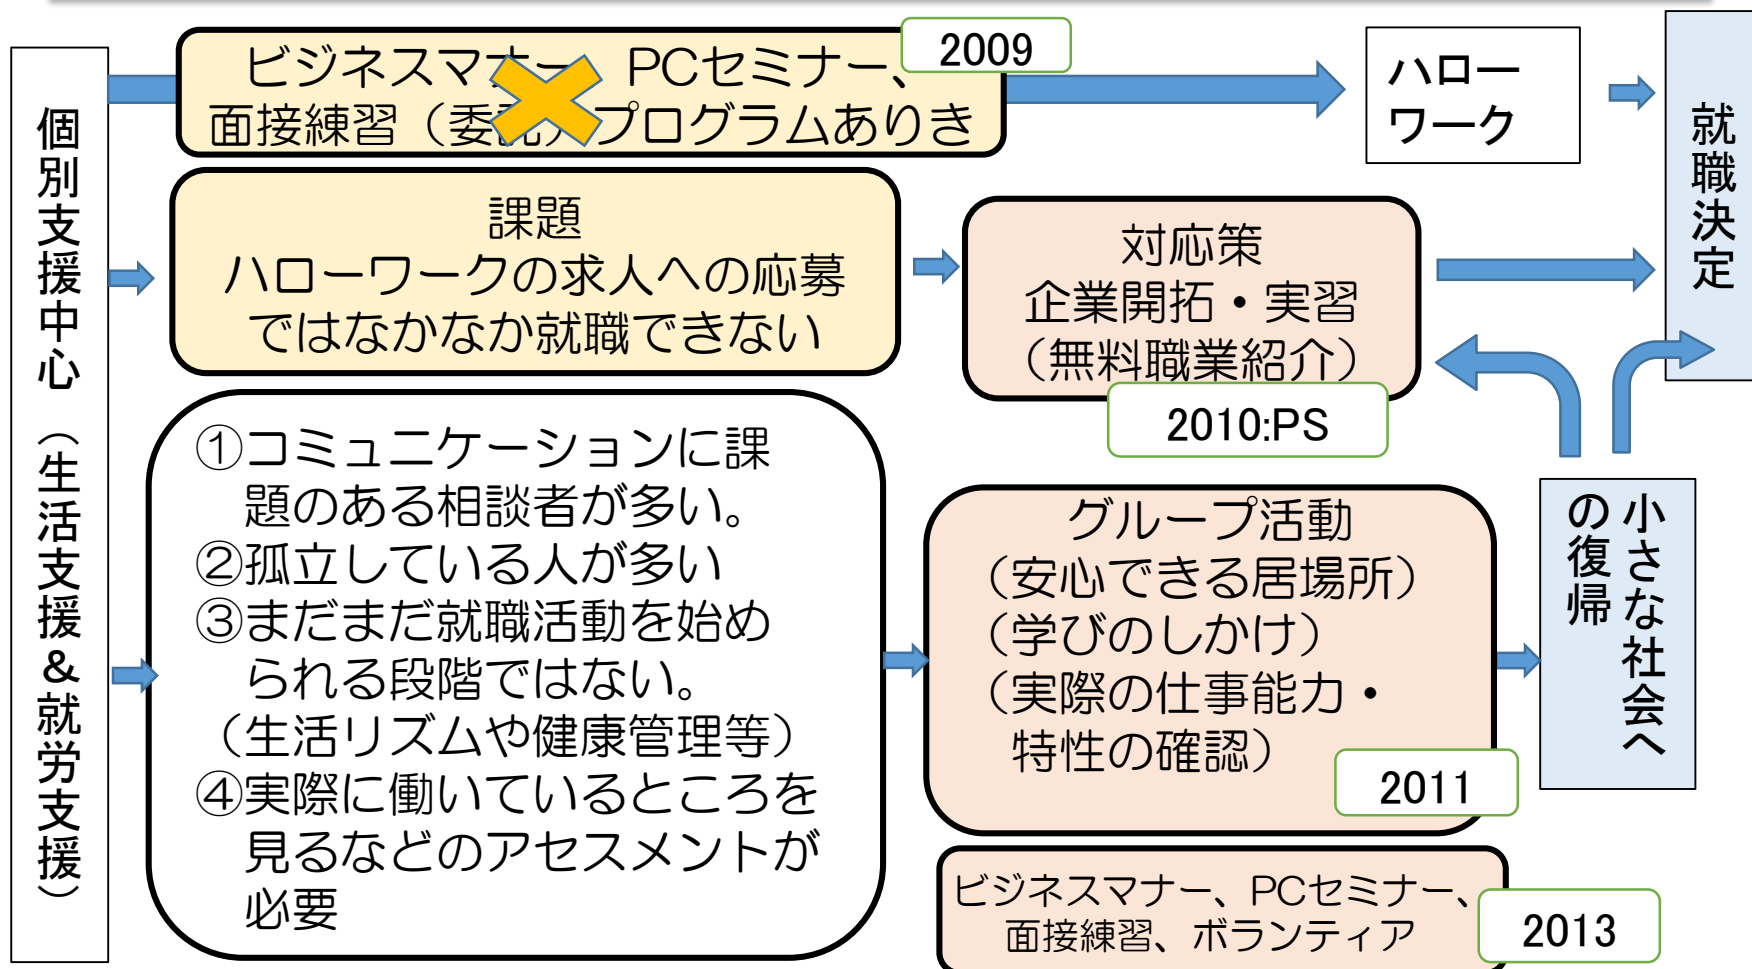 個別支援中心（生活支援＆就労支援）
ビジネスマナー、PCセミナー、
面接練習（委託）プログラムありき
2009
ハロー
ワーク
就職決定
課題
ハローワークの求人への応募
ではなかなか就職できない
対応策
企業開拓・実習
（無料職業紹介）
2010:PS
①コミュニケーションに課
題のある相談者が多い。
②孤立している人が多い
③まだまだ就職活動を始め
られる段階ではない。
（生活リズムや健康管理等）
④実際に働いているところを
見るなどのアセスメントが
必要
グループ活動
（安心できる居場所）
（学びのしかけ）
（実際の仕事能力・
特性の確認）
2011
小さな社会へ
の復帰
ビジネスマナー、PCセミナー、
面接練習、ボランティア
2013